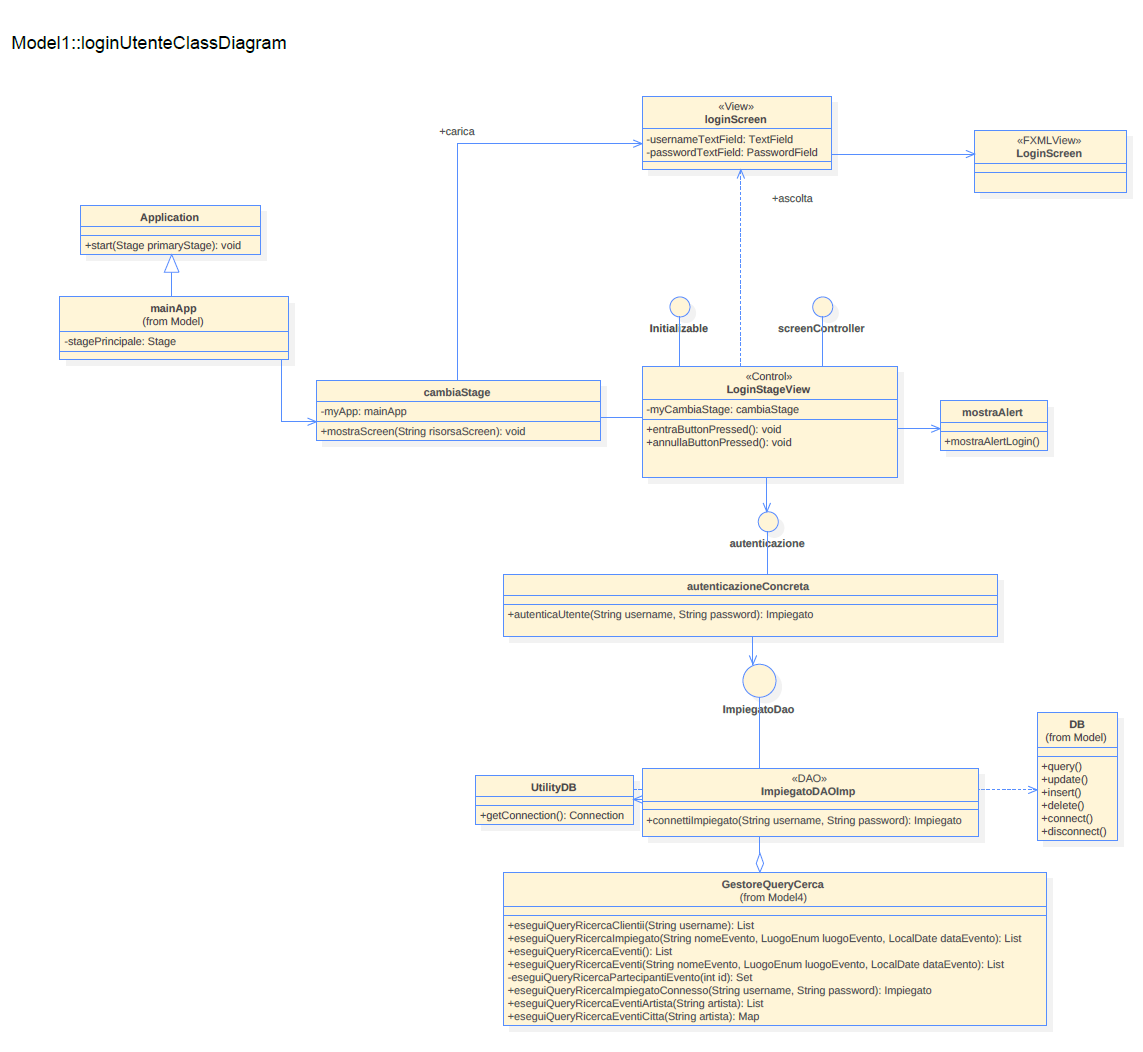 Model1::loginUtenteClassDiagram
«View»
loginScreen
-usernameTextField: TextField
-passwordTextField: PasswordField
+carica
«FXMLView»
LoginScreen
+ascolta
Application
+start(Stage primaryStage): void
mainApp
(from Model)
-stagePrincipale: Stage
Initializable
screenController
cambiaStage
-myApp: mainApp
+mostraScreen(String risorsaScreen): void
«Control»
LoginStageView
-myCambiaStage: cambiaStage
+entraButtonPressed(): void
+annullaButtonPressed(): void
mostraAlert
+mostraAlertLogin()
autenticazione
autenticazioneConcreta
+autenticaUtente(String username, String password): Impiegato
ImpiegatoDao
DB
(from Model)
+query()
+update()
+insert()
+delete()
+connect()
+disconnect()
UtilityDB
+getConnection(): Connection
«DAO»
ImpiegatoDAOImp
+connettiImpiegato(String username, String password): Impiegato
GestoreQueryCerca
(from Model4)
+eseguiQueryRicercaClientii(String username): List
+eseguiQueryRicercaImpiegato(String nomeEvento, LuogoEnum luogoEvento, LocalDate dataEvento): List
+eseguiQueryRicercaEventi(): List
+eseguiQueryRicercaEventi(String nomeEvento, LuogoEnum luogoEvento, LocalDate dataEvento): List
-eseguiQueryRicercaPartecipantiEvento(int id): Set
+eseguiQueryRicercaImpiegatoConnesso(String username, String password): Impiegato
+eseguiQueryRicercaEventiArtista(String artista): List
+eseguiQueryRicercaEventiCitta(String artista): Map